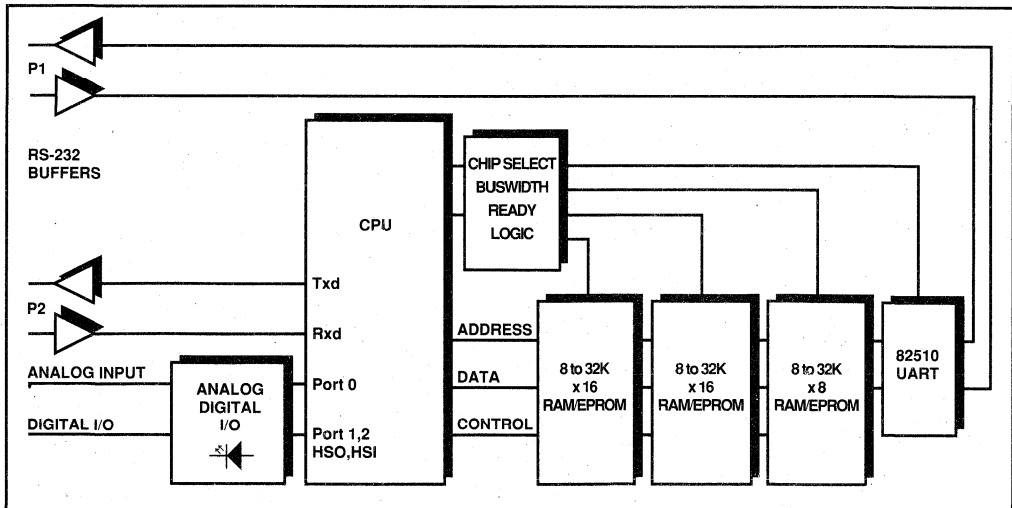 P1
RS-232
BUFFERS
P2
ANALOG INPUT
DIGITAL I/O
ANALOG
DIGITAL
I/O
CPU
Txd
Rxd
Port 0
Port 1,2
HSO,HSI
CHIP SELECT
BUSWIDTH
READY
LOGIC
ADDRESS
DATA
CONTROL
8 to 32K
x 16
RAM/EPROM
8 to 32K
x 16
RAM/EPROM
8 to 32K
x 8
RAM/EPROM
82510
UART